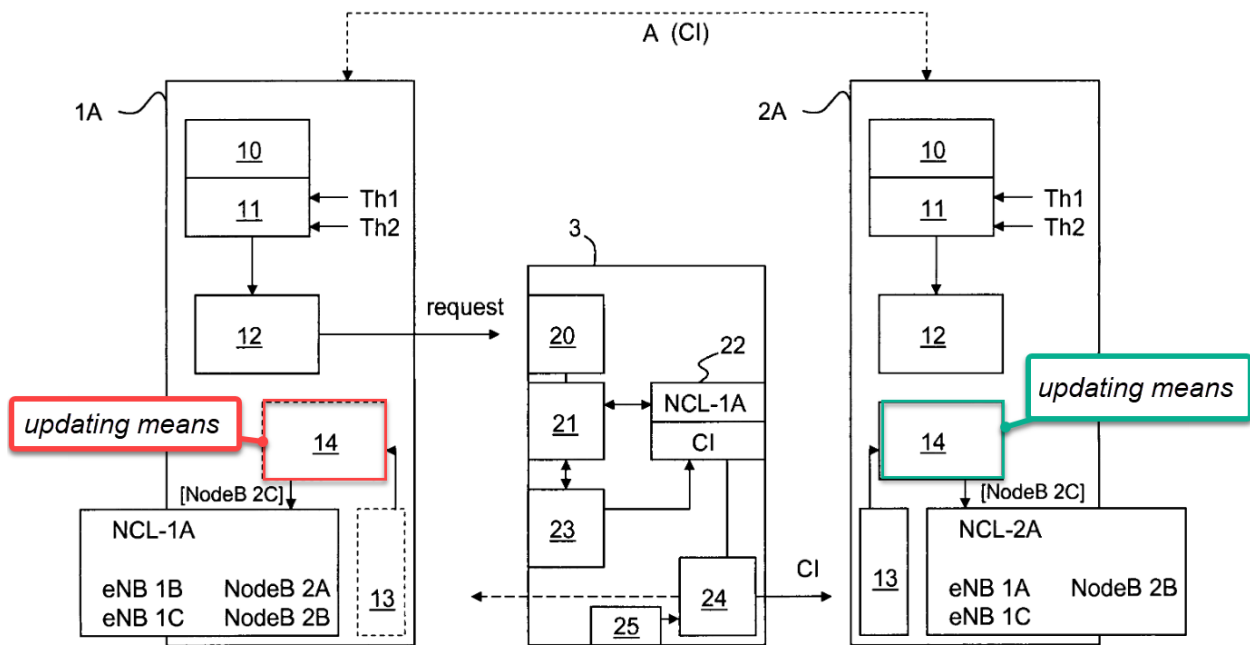 A (CI)
1A
2A
10
10
11
Th1
Th2
11
Th1
Th2
3
12
request
20
22
12
updating means
14
21
NCL-1A
CI
14
updating means
[NodeB 2C]
[NodeB 2C]
NCL-1A
eNB 1B NodeB 2A
eNB 1C NodeB 2B
13
23
24
25
CI
13
NCL-2A
eNB 1A NodeB 2B
eNB 1C